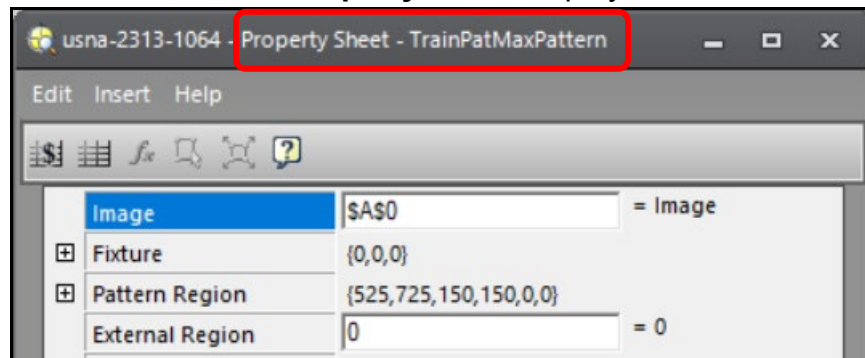 usna-2313-1064 - Property Sheet - TrainPatMaxPattern
Edit Insert Help
$ fx ?
Image $A$0 = Image
Fixture {0,0,0}
Pattern Region {525,725,150,150,0,0}
External Region 0 = 0